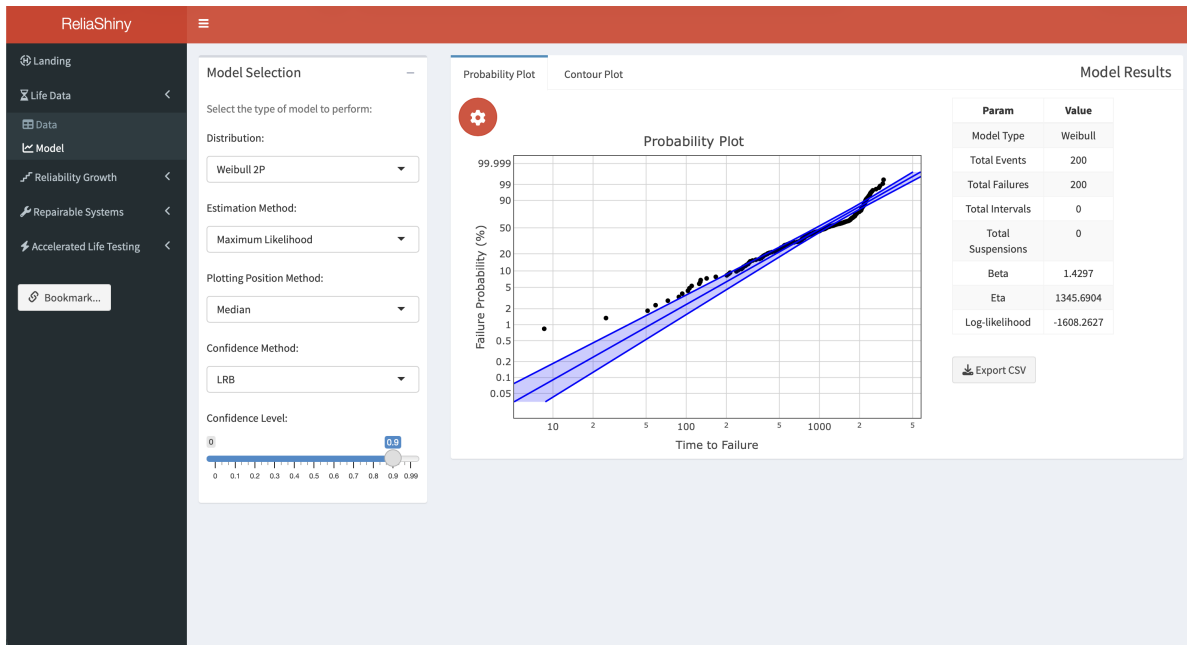 ReliaShiny
Landing
Life Data
Data
Model
Reliability Growth
Repairable Systems
Accelerated Life Testing
Bookmark...
Model Selection
Select the type of model to perform:
Distribution:
Weibull 2P
Estimation Method:
Maximum Likelihood
Plotting Position Method:
Median
Confidence Method:
LRB
Confidence Level:
0 0.9
0 0.1 0.2 0.3 0.4 0.5 0.6 0.7 0.8 0.9 0.99
Probability Plot Contour Plot Model Results
Probability Plot
Failure Probability (%)
99.999
99
90
50
20
10
5
2
1
0.5
0.2
0.1
0.05
10 2 5 100 2 5 1000 2 5
Time to Failure
Param Value
Model Type Weibull
Total Events 200
Total Failures 200
Total Intervals 0
Total
Suspensions 0
Beta 1.4297
Eta 1345.6904
Log-likelihood -1608.2627
Export CSV